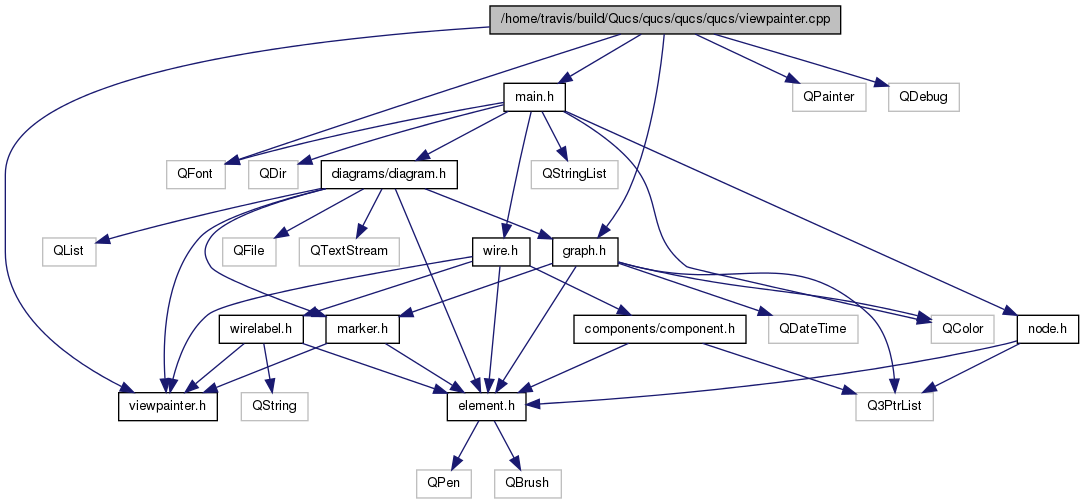 /home/travis/build/Qucs/qucs/qucs/qucs/viewpainter.cpp
main.h
QPainter
QDebug
QFont
QDir
diagrams/diagram.h
QStringList
QList
QFile
QTextStream
wire.h
graph.h
wirelabel.h
marker.h
components/component.h
QDateTime
QColor
node.h
viewpainter.h
QString
element.h
Q3PtrList
QPen
QBrush